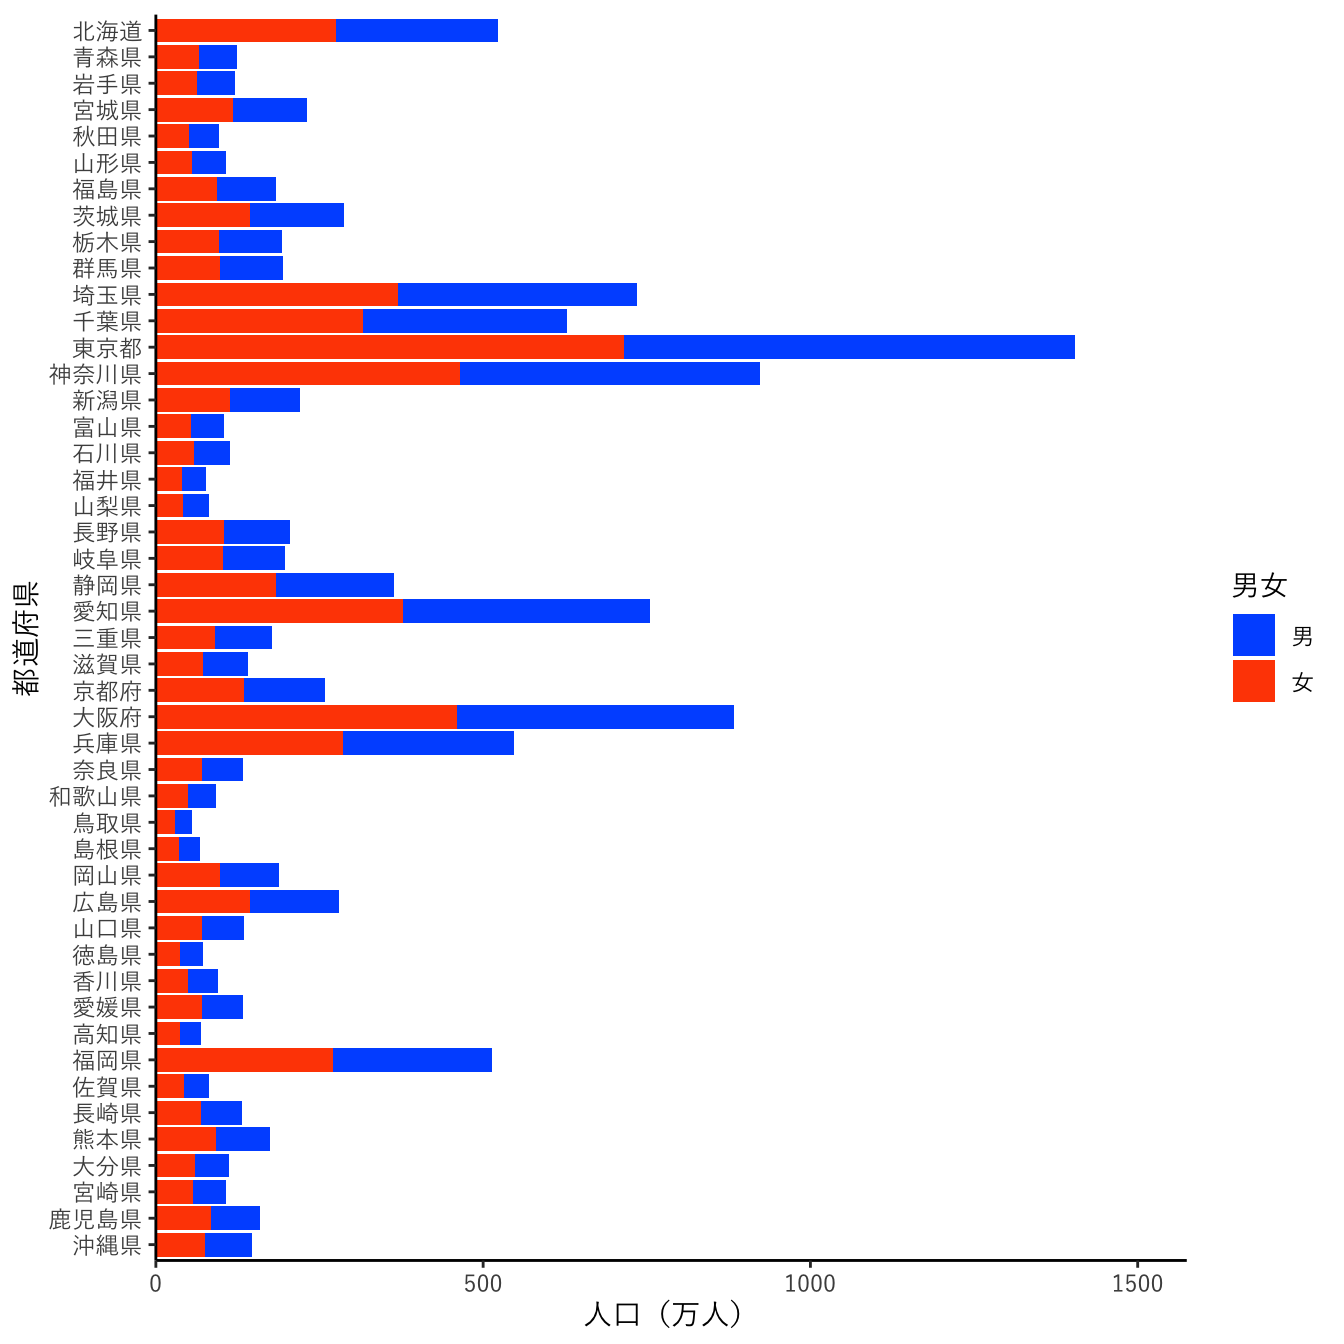 北海道
青森県
岩手県
宮城県
秋田県
山形県
福島県
茨城県
栃木県
群馬県
埼玉県
千葉県
東京都
神奈川県
新潟県
富山県
石川県
福井県
山梨県
長野県
岐阜県
静岡県
愛知県
三重県
滋賀県
京都府
大阪府
兵庫県
奈良県
和歌山県
鳥取県
島根県
岡山県
広島県
山口県
徳島県
香川県
愛媛県
高知県
福岡県
佐賀県
長崎県
熊本県
大分県
宮崎県
鹿児島県
沖縄県
都道府県
0 500 1000 1500
人口（万人）
男女
男
女